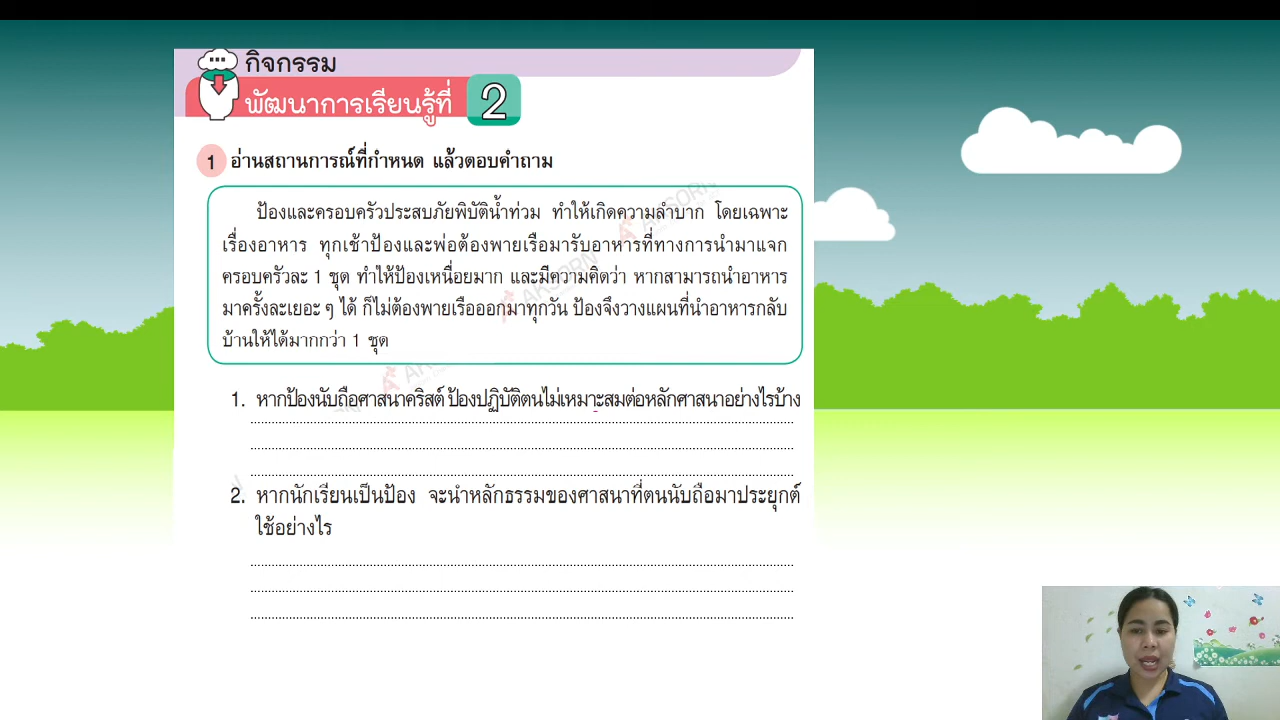 กิจกรรม
พัฒนาการเรียนรู้ที่ 2
1 อ่านสถานการณ์ที่กำหนด แล้วตอบคำถาม
ป้องและครอบครัวประสบภัยพิบัติน้ำท่วม ทำให้เกิดความลำบาก โดยเฉพาะ
เรื่องอาหาร ทุกเช้าป้องและพ่อต้องพายเรือมารับอาหารที่ทางการนำมาแจก
ครอบครัวละ 1 ชุด ทำให้ป้องเหนื่อยมาก และมีความคิดว่า หากสามารถนำอาหาร
มาครั้งละเยอะ ๆ ได้ ก็ไม่ต้องพายเรือออกมาทุกวัน ป้องจึงวางแผนที่นำอาหารกลับ
บ้านให้ได้มากกว่า 1 ชุด
1. หากป้องนับถือศาสนาคริสต์ ป้องปฏิบัติตนไม่เหมาะสมต่อหลักศาสนาอย่างไรบ้าง
2. หากนักเรียนเป็นป้อง จะนำหลักธรรมของศาสนาที่ตนนับถือมาประยุกต์
ใช้อย่างไร
AKSORN
AKSORN